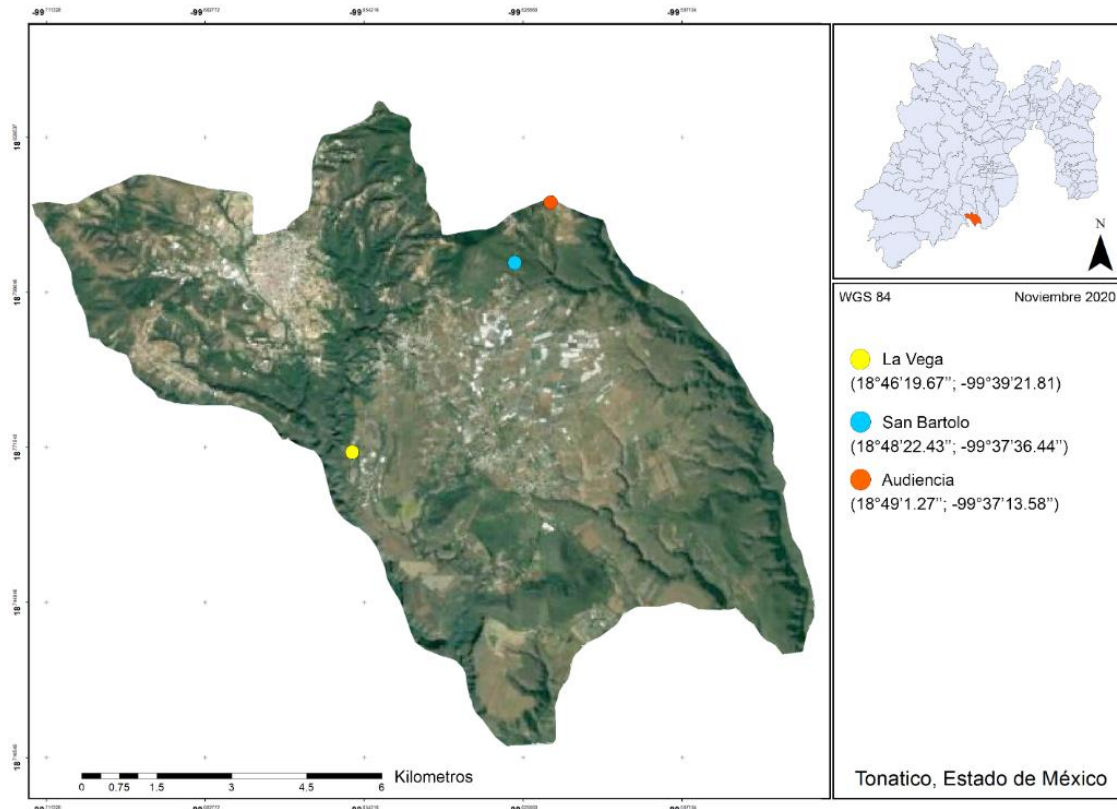 N
WGS 84 Noviembre 2020
La Vega
(18°46'19.67’’; -99°39'21.81)
San Bartolo
(18°48'22.43’’; -99°37'36.44’’)
Audiencia
(18°49'1.27’’; -99°37'13.58’’)
Kilometros
0 0.75 1.5 3 4.5 6
Tonatico, Estado de México